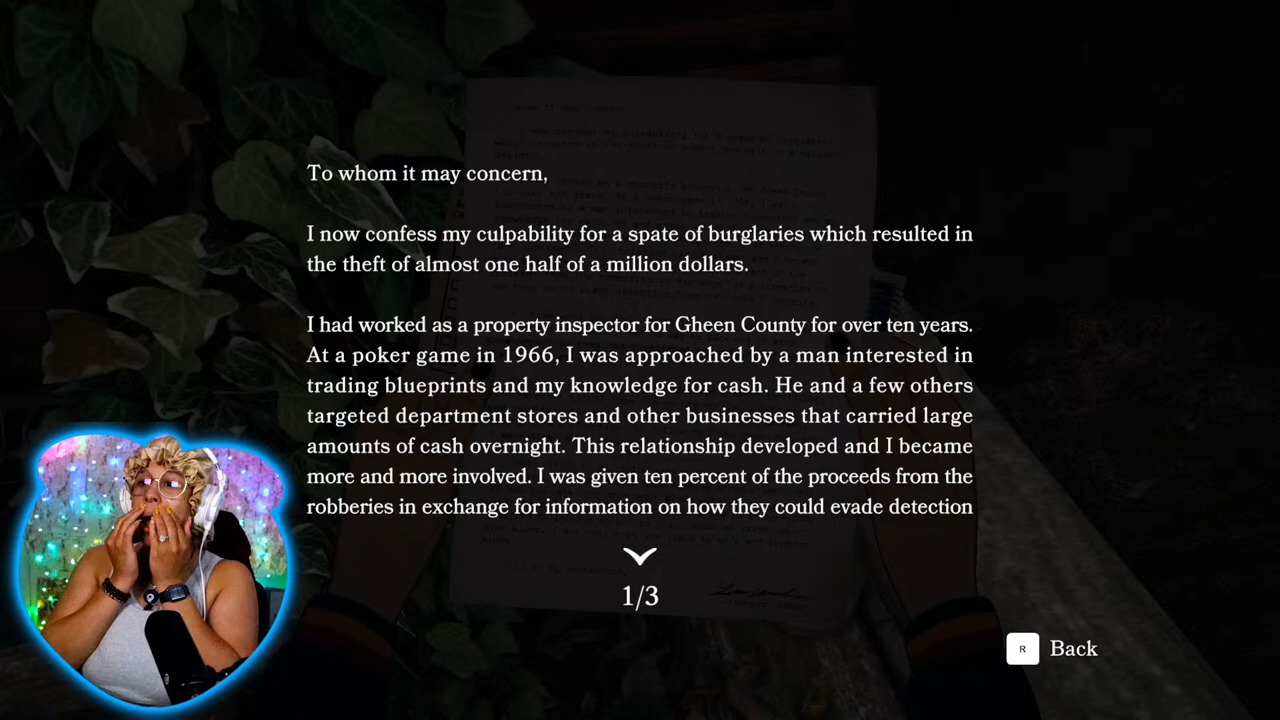 To whom it may concern,
I now confess my culpability for a spate of burglaries which resulted in
the theft of almost one half of a million dollars.
I had worked as a property inspector for Gheen County for over ten years.
At a poker game in 1966, I was approached by a man interested in
trading blueprints and my knowledge for cash. He and a few others
targeted department stores and other businesses that carried large
amounts of cash overnight. This relationship developed and I became
more and more involved. I was given ten percent of the proceeds from the
robberies in exchange for information on how they could evade detection
1/3
R Back